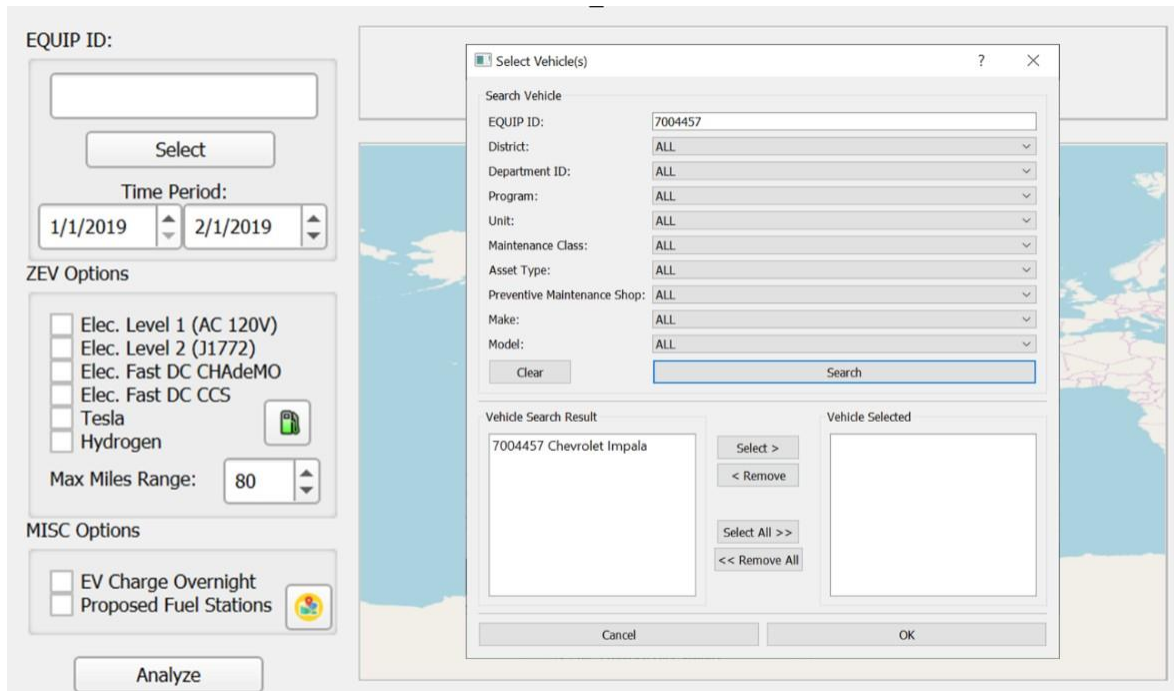 EQUIP ID:
Select
Time Period:
1/1/2019 2/1/2019
ZEV Options
Elec. Level 1 (AC 120V)
Elec. Level 2 (J1772)
Elec. Fast DC CHAdeMO
Elec. Fast DC CCS
Tesla
Hydrogen
Max Miles Range: 80
MISC Options
EV Charge Overnight
Proposed Fuel Stations
Analyze
Select Vehicle(s) ?
Search Vehicle
EQUIP ID: 7004457
District: ALL
Department ID: ALL
Program: ALL
Unit: ALL
Maintenance Class: ALL
Asset Type: ALL
Preventive Maintenance Shop: ALL
Make: ALL
Model: ALL
Clear Search
Vehicle Search Result
7004457 Chevrolet Impala
Select >
< Remove
Select All >>
<< Remove All
Vehicle Selected
Cancel OK